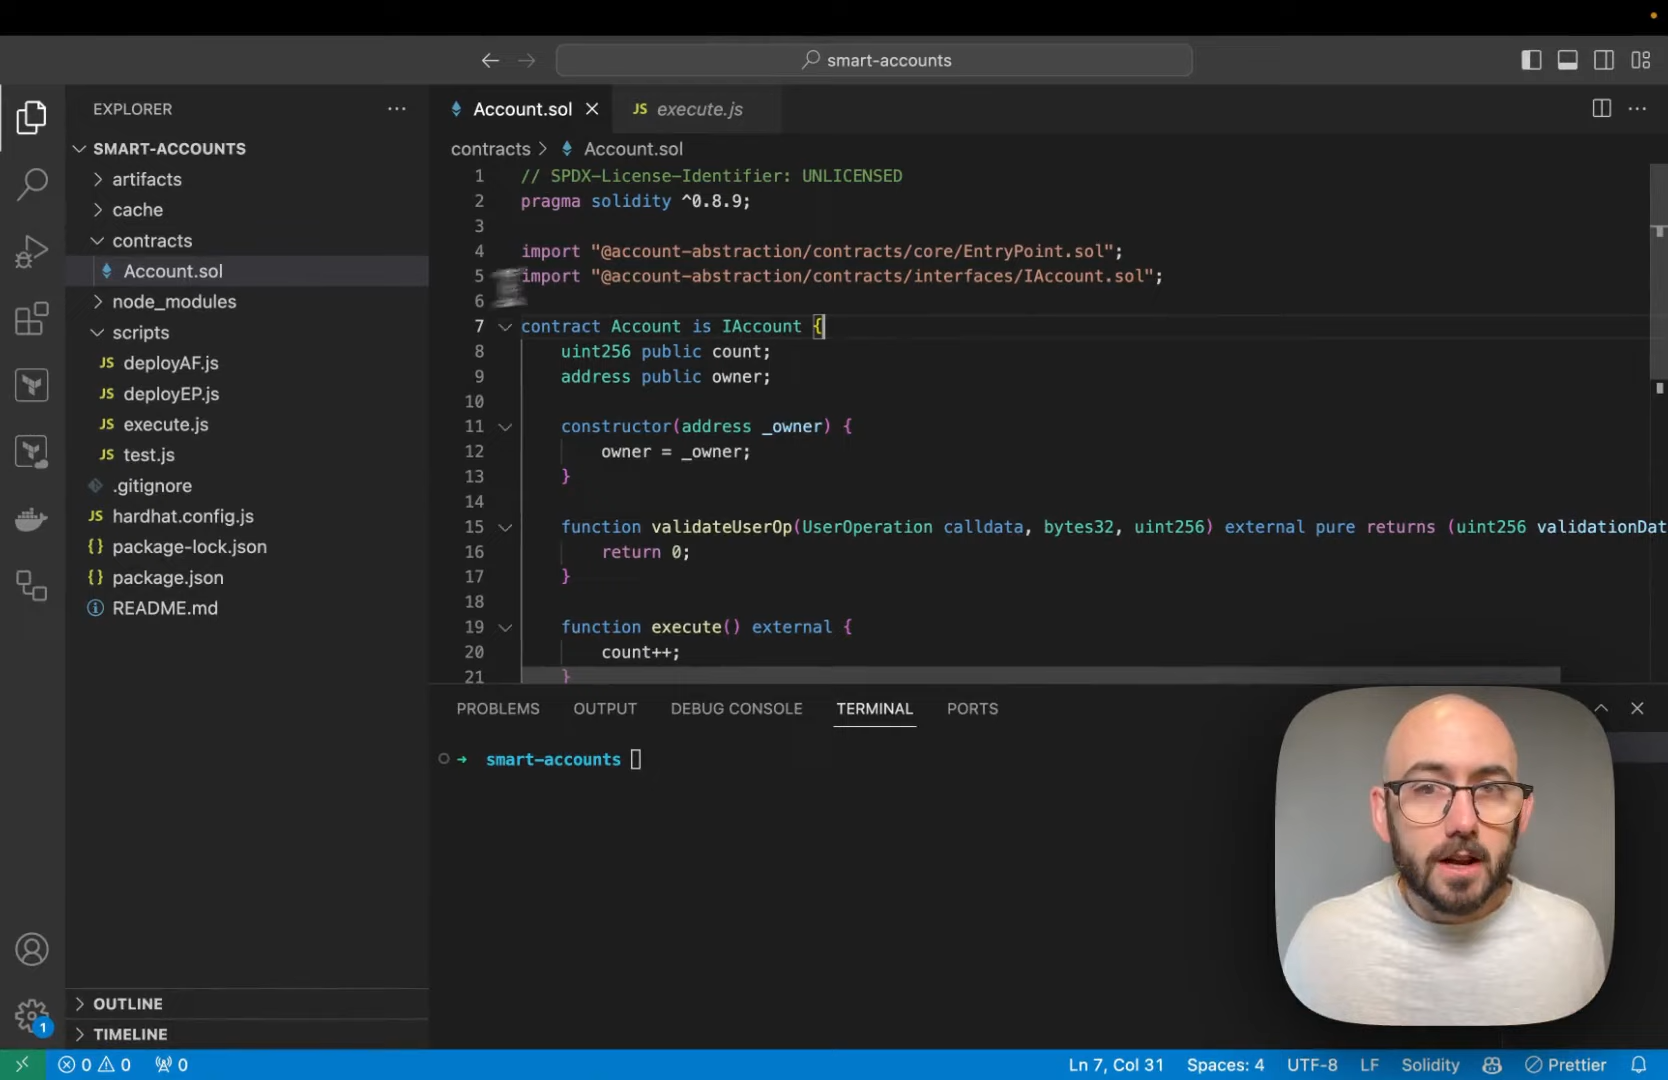 smart-accounts
EXPLORER
SMART-ACCOUNTS
artifacts
cache
contracts
Account.sol
node_modules
scripts
JS deployAF.js
JS deployEP.js
JS execute.js
JS test.js
.gitignore
JS hardhat.config.js
{} package-lock.json
{} package.json
README.md
OUTLINE
TIMELINE
1
Account.sol
JS execute.js
contracts > Account.sol
1 // SPDX-License-Identifier: UNLICENSED
2 pragma solidity ^0.8.9;
3
4 import "@account-abstraction/contracts/core/EntryPoint.sol";
5 import "@account-abstraction/contracts/interfaces/IAccount.sol";
6
7 contract Account is IAccount {
8 uint256 public count;
9 address public owner;
10
11 constructor(address _owner) {
12 owner = _owner;
13 }
14
15 function validateUserOp(UserOperation calldata, bytes32, uint256) external pure returns (uint256 validationDat
16 return 0;
17 }
18
19 function execute() external {
20 count++;
21 }
PROBLEMS OUTPUT DEBUG CONSOLE TERMINAL PORTS
→ smart-accounts
0 0 0 Ln 7, Col 31 Spaces: 4 UTF-8 LF Solidity Prettier